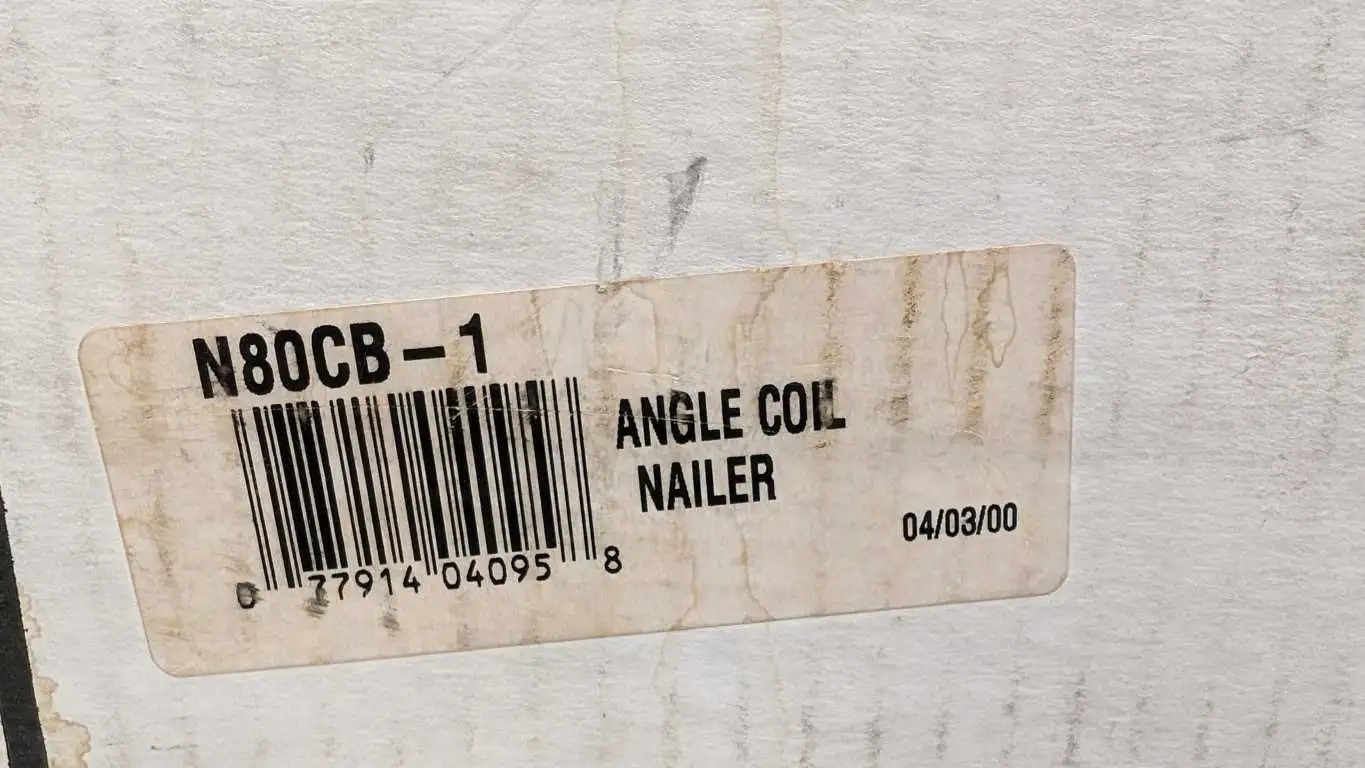 N80CB-1
ANGLE COIL
NAILER
04/03/00
0 77914 04095 8